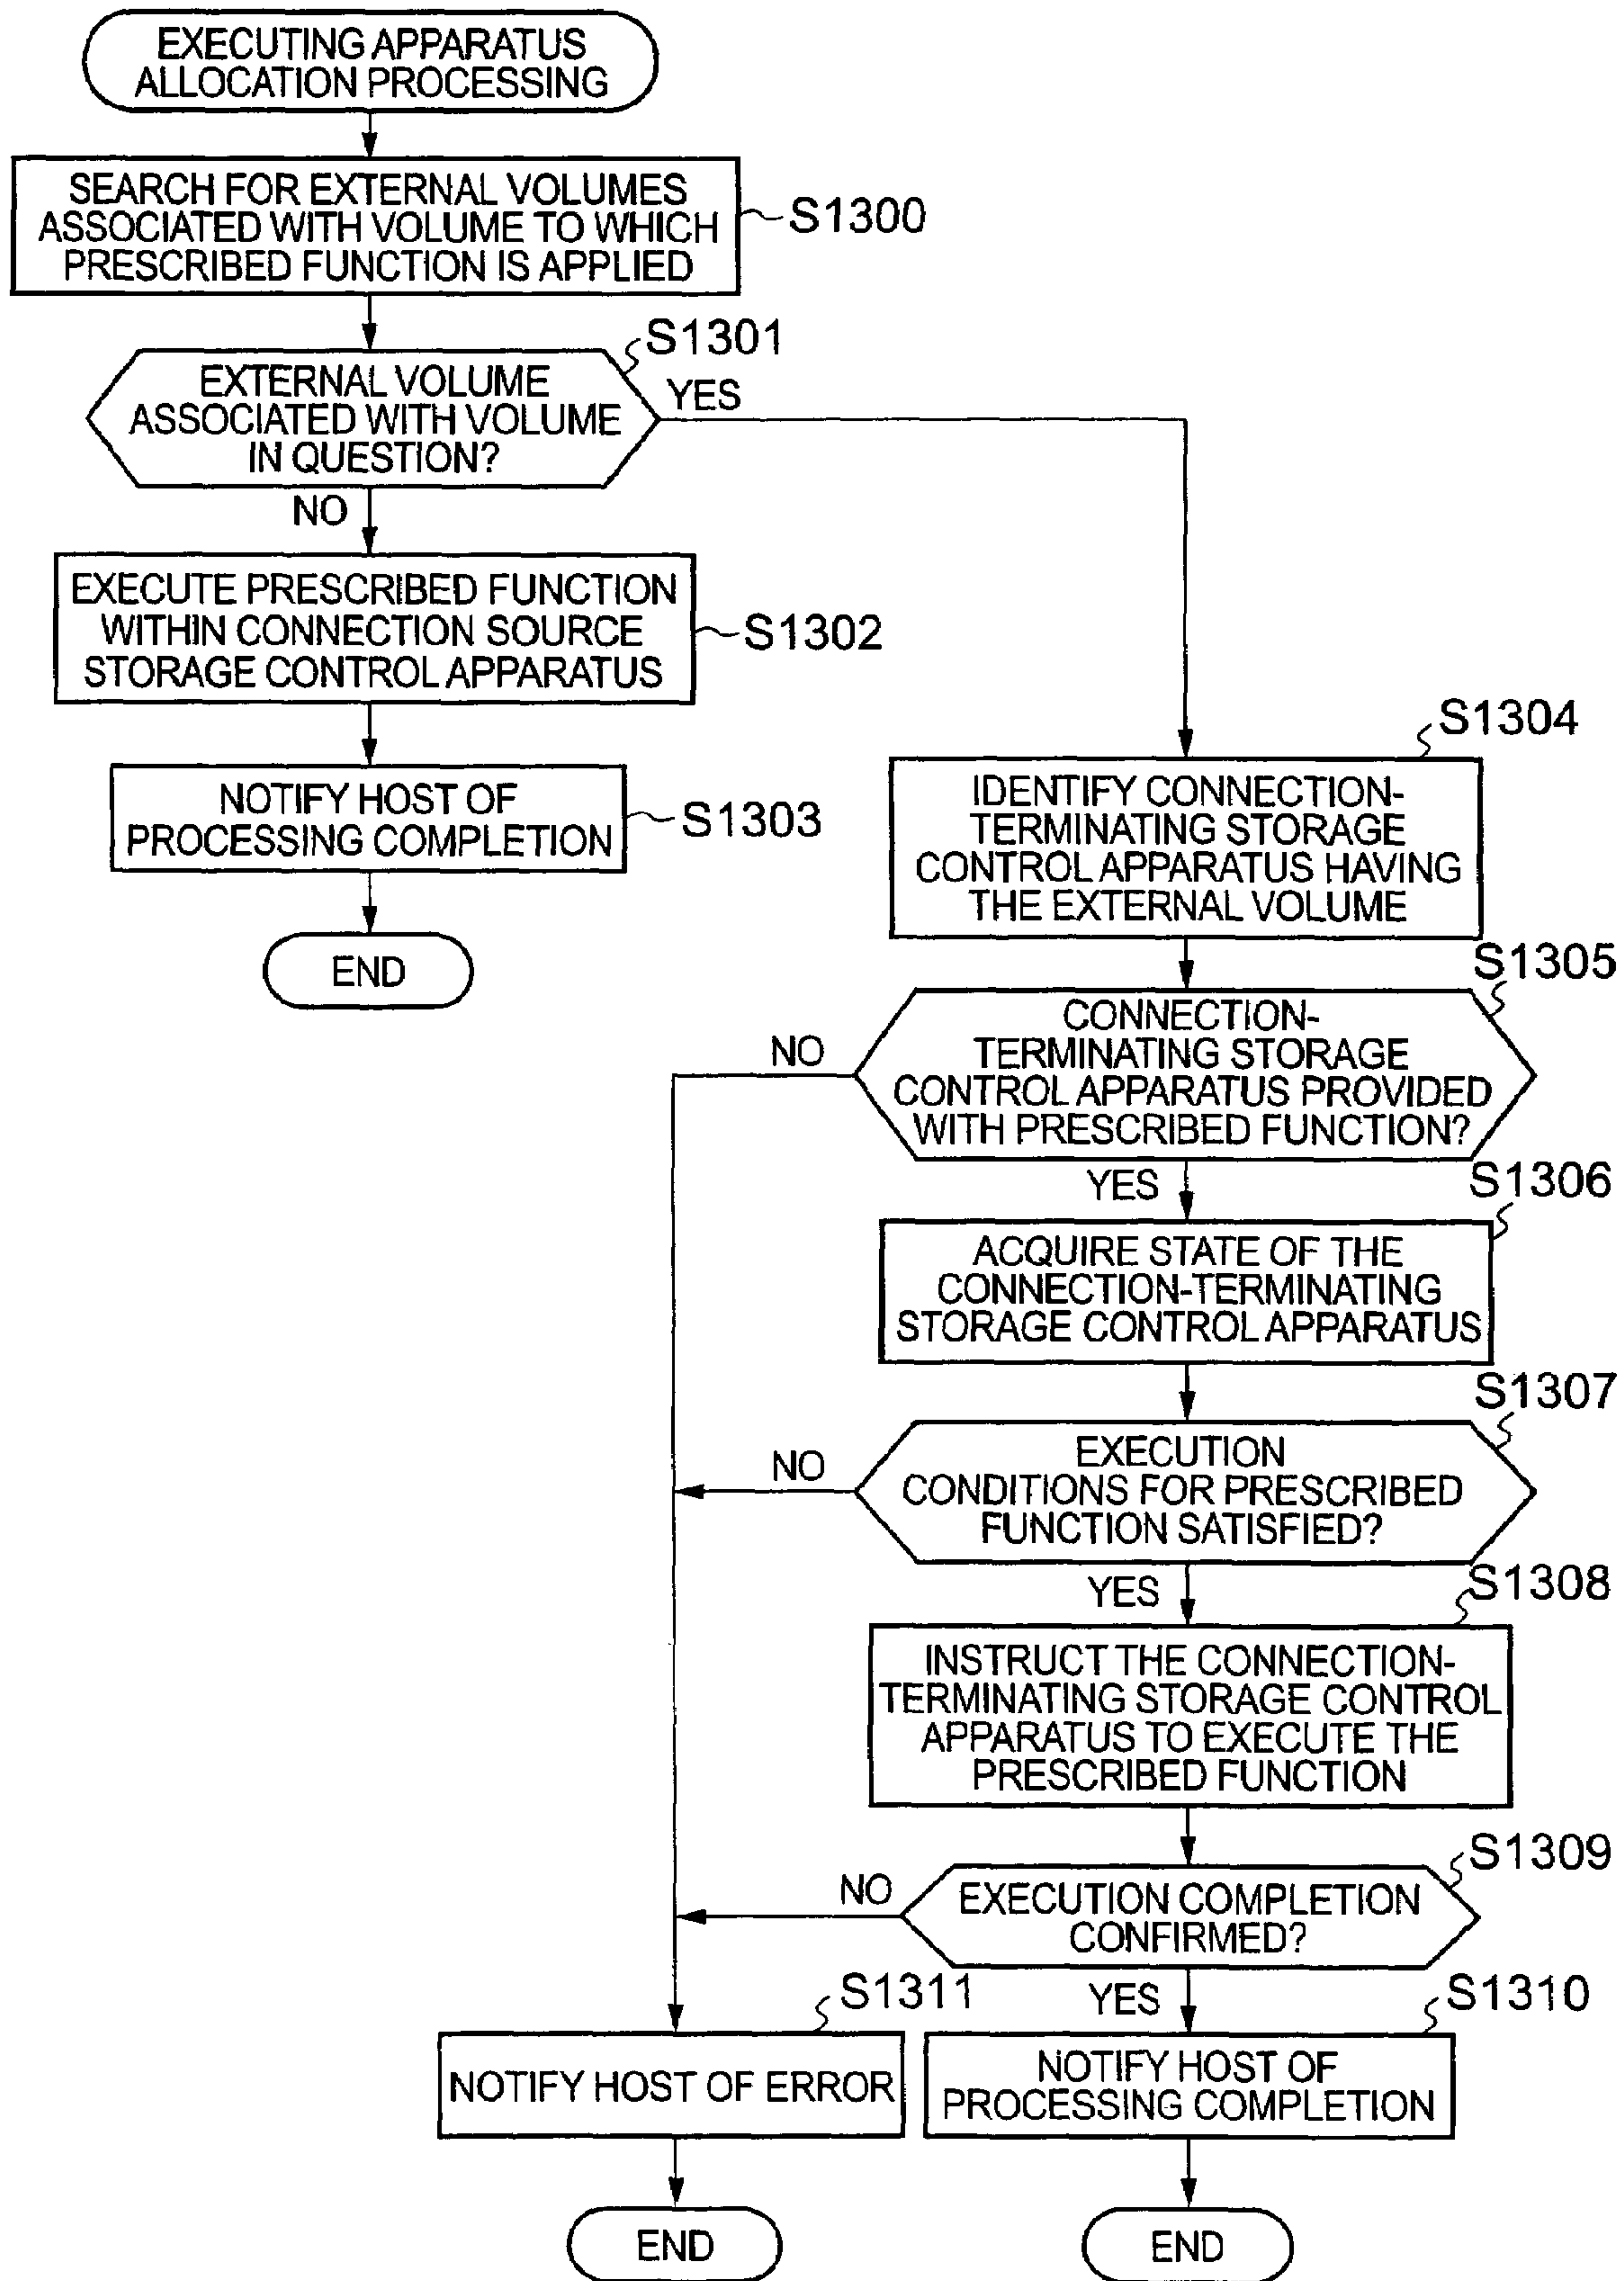 EXECUTING APPARATUS
ALLOCATION PROCESSING
SEARCH FOR EXTERNAL VOLUMES
ASSOCIATED WITH VOLUME TO WHICH
PRESCRIBED FUNCTION IS APPLIED
S1300
S1301
EXTERNAL VOLUME
ASSOCIATED WITH VOLUME
IN QUESTION?
YES
NO
EXECUTE PRESCRIBED FUNCTION
WITHIN CONNECTION SOURCE
STORAGE CONTROL APPARATUS
S1302
NOTIFY HOST OF
PROCESSING COMPLETION
S1303
END
S1304
IDENTIFY CONNECTION-
TERMINATING STORAGE
CONTROL APPARATUS HAVING
THE EXTERNAL VOLUME
S1305
CONNECTION-
TERMINATING STORAGE
CONTROL APPARATUS PROVIDED
WITH PRESCRIBED FUNCTION?
NO
YES
S1306
ACQUIRE STATE OF THE
CONNECTION-TERMINATING
STORAGE CONTROL APPARATUS
S1307
EXECUTION
CONDITIONS FOR PRESCRIBED
FUNCTION SATISFIED?
NO
YES
S1308
INSTRUCT THE CONNECTION-
TERMINATING STORAGE CONTROL
APPARATUS TO EXECUTE THE
PRESCRIBED FUNCTION
S1309
EXECUTION COMPLETION
CONFIRMED?
NO
YES
S1311
NOTIFY HOST OF ERROR
END
S1310
NOTIFY HOST OF
PROCESSING COMPLETION
END